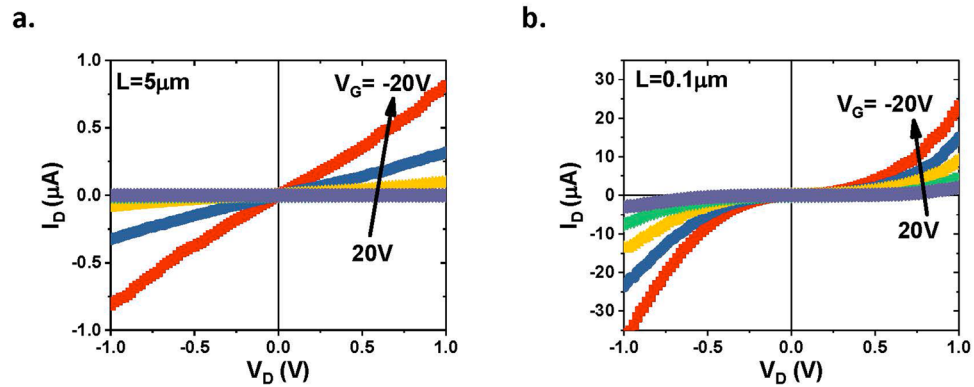 a.
L=5μm
V_G= -20V
20V
1.0
0.5
0.0
-0.5
-1.0
I_D (μA)
-1.0 -0.5 0.0 0.5 1.0
V_D (V)
b.
L=0.1μm
V_G= -20V
20V
30
20
10
0
-10
-20
-30
I_D (μA)
-1.0 -0.5 0.0 0.5 1.0
V_D (V)